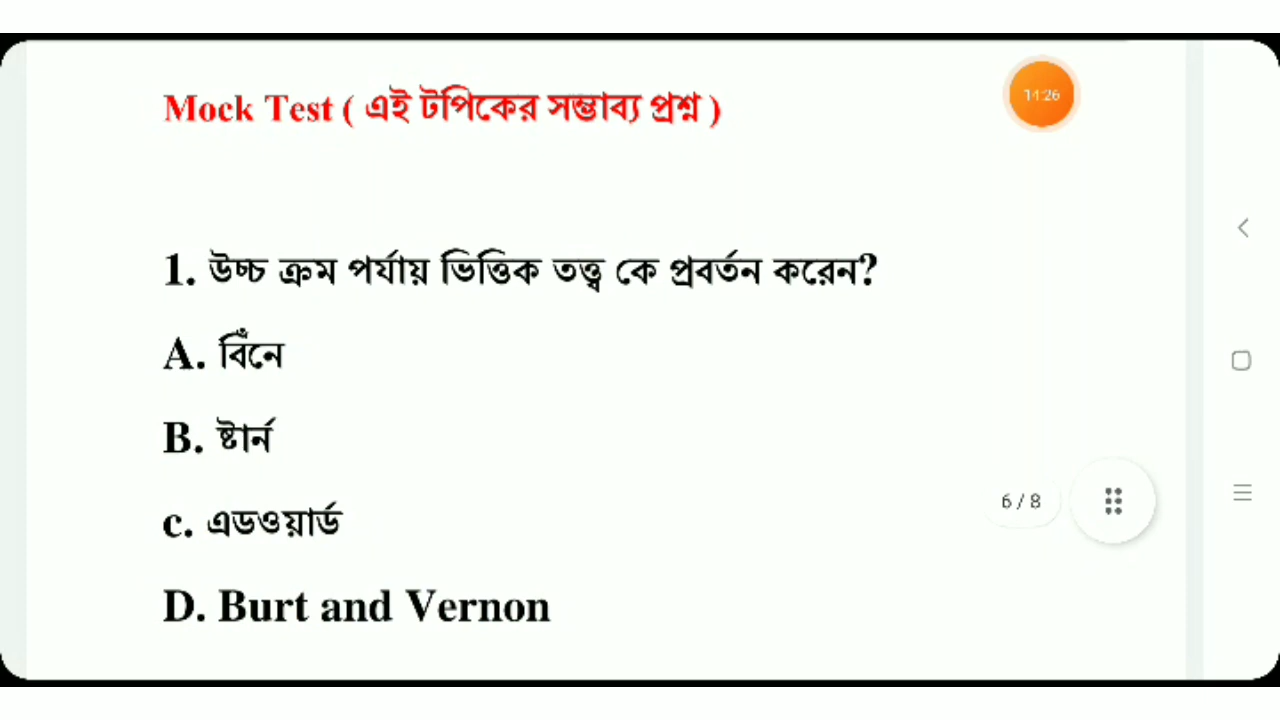 Mock Test ( এই টপিকের সম্ভাব্য প্রশ্ন )
14:26
1. উচ্চ ক্রম পর্যায় ভিত্তিক তত্ত্ব কে প্রবর্তন করেন?
A. বিঁনে
B. ষ্টার্ন
c. এডওয়ার্ড
6 / 8
D. Burt and Vernon